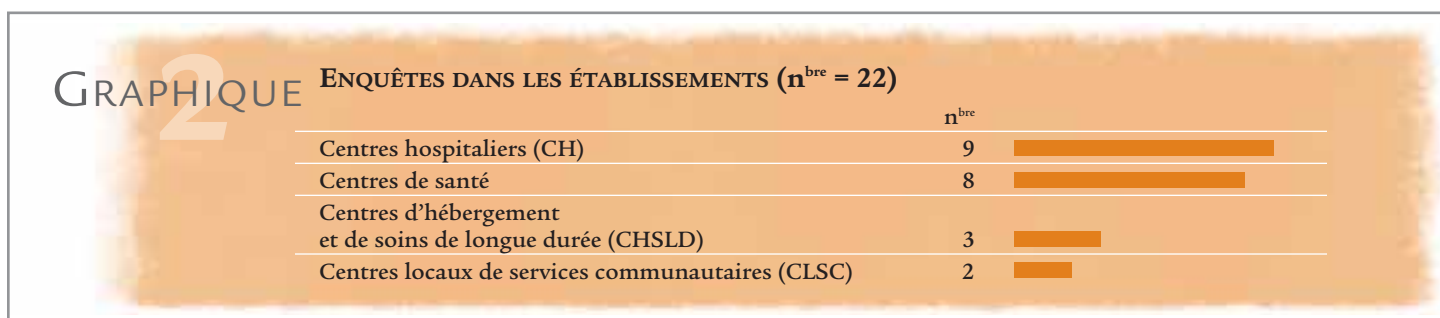 GRAPHIQUE 2
ENQUÊTES DANS LES ÉTABLISSEMENTS (nbre = 22)
nbre
Centres hospitaliers (CH) 9
Centres de santé 8
Centres d'hébergement
et de soins de longue durée (CHSLD) 3
Centres locaux de services communautaires (CLSC) 2